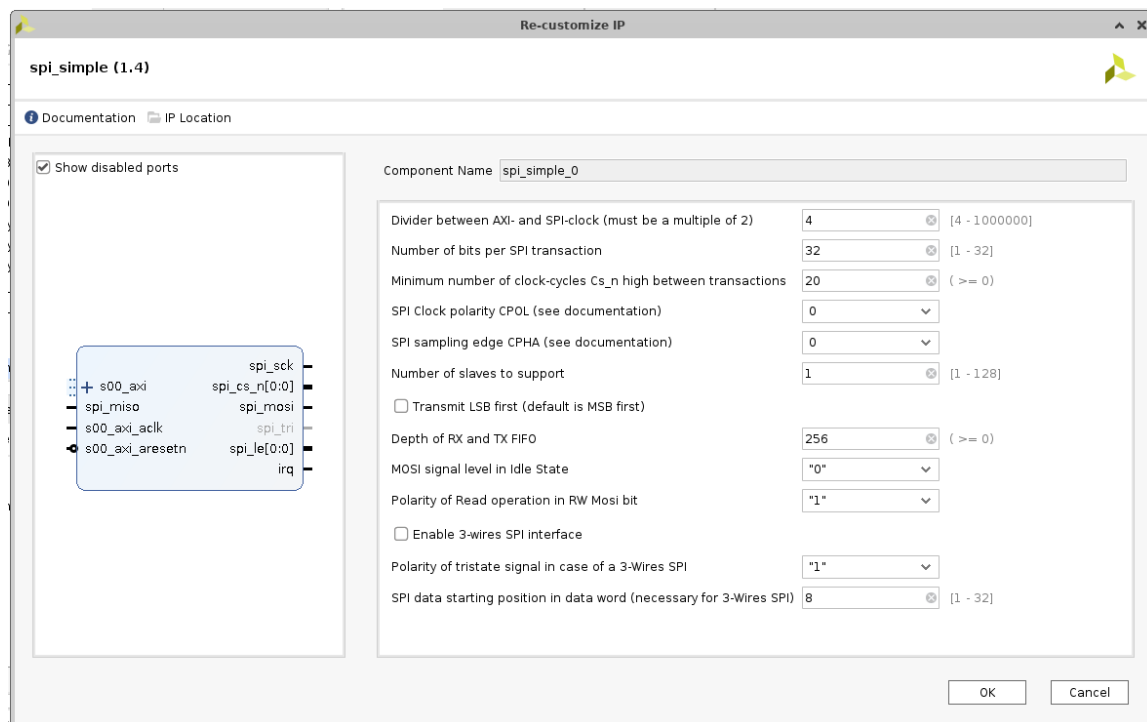 Re-customize IP
spi_simple (1.4)
Documentation IP Location
Show disabled ports
s00_axi
spi_miso
s00_axi_aclk
s00_axi_aresetn
spi_sck
spi_cs_n[0:0]
spi_mosi
spi_tri
spi_le[0:0]
irq
Component Name spi_simple_0
Divider between AXI- and SPI-clock (must be a multiple of 2) 4 [4 - 1000000]
Number of bits per SPI transaction 32 [1 - 32]
Minimum number of clock-cycles Cs_n high between transactions 20 ( >= 0)
SPI Clock polarity CPOL (see documentation) 0
SPI sampling edge CPHA (see documentation) 0
Number of slaves to support 1 [1 - 128]
Transmit LSB first (default is MSB first)
Depth of RX and TX FIFO 256 ( >= 0)
MOSI signal level in Idle State "0"
Polarity of Read operation in RW Mosi bit "1"
Enable 3-wires SPI interface
Polarity of tristate signal in case of a 3-Wires SPI "1"
SPI data starting position in data word (necessary for 3-Wires SPI) 8 [1 - 32]
OK Cancel